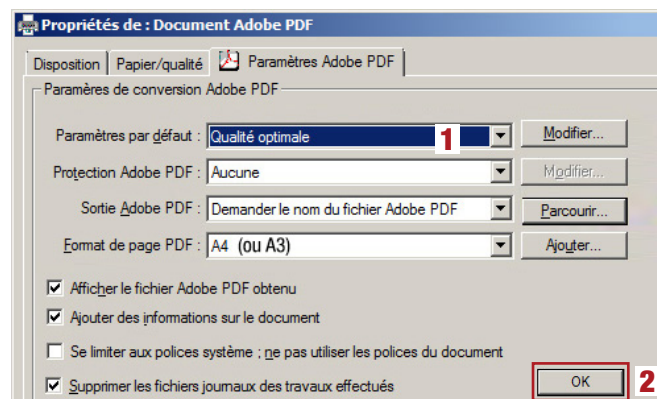 Propriétés de : Document Adobe PDF
Disposition Papier/qualité Paramètres Adobe PDF
Paramères de conversion Adobe PDF
Paramètres par défaut : Qualité optimale 1 Modifier...
Protection Adobe PDF : Aucune Modifier...
Sortie Adobe PDF : Demander le nom du fichier Adobe PDF Parcourir...
Format de page PDF : A4 (ou A3) Ajouter...
Afficher le fichier Adobe PDF obtenu
Ajouter des informations sur le document
Se limiter aux polices système ; ne pas utiliser les polices du document
Supprimer les fichiers journaux des travaux effectués OK 2